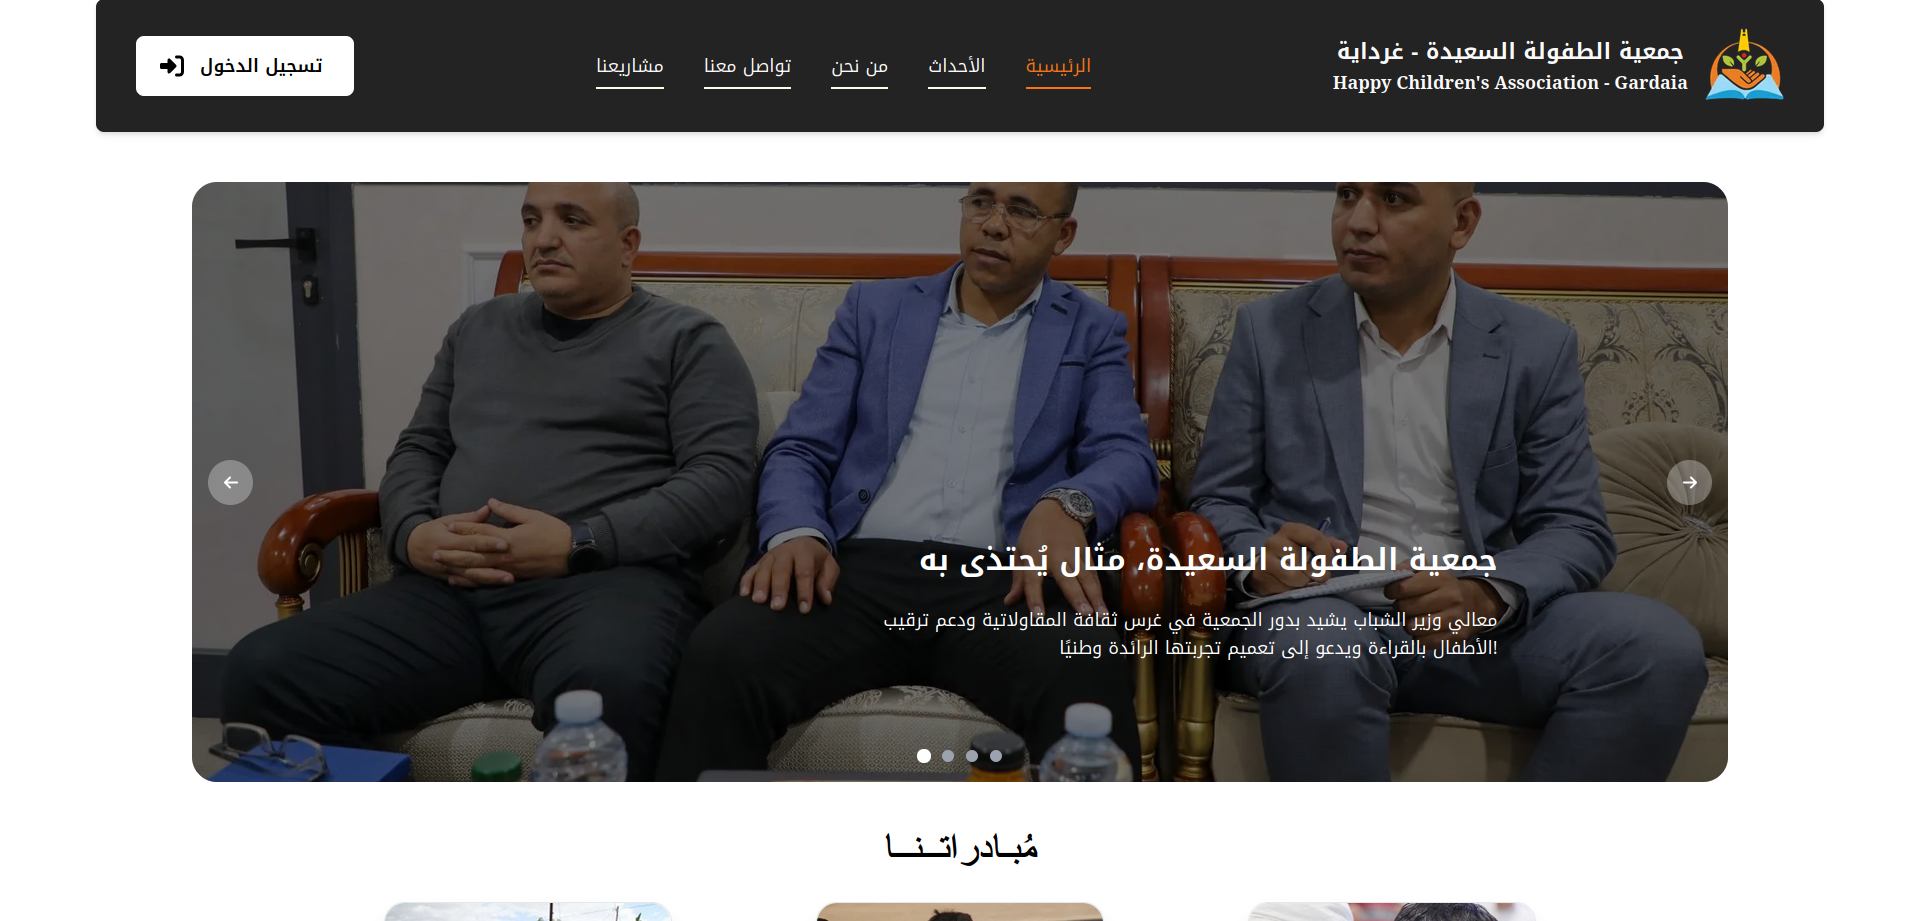 جمعية الطفولة السعيدة - غرداية
Happy Children's Association - Gardaia
الرئيسية
الأحداث
من نحن
تواصل معنا
مشاريعنا
تسجيل الدخول
جمعية الطفولة السعيدة، مثال يُحتذى به
معالي وزير الشباب يشيد بدور الجمعية في غرس ثقافة المقاولاتية ودعم ترقيب
الأطفال بالقراءة ويدعو إلى تعميم تجربتها الرائدة وطنيًا!
مُبــادراتــنــا